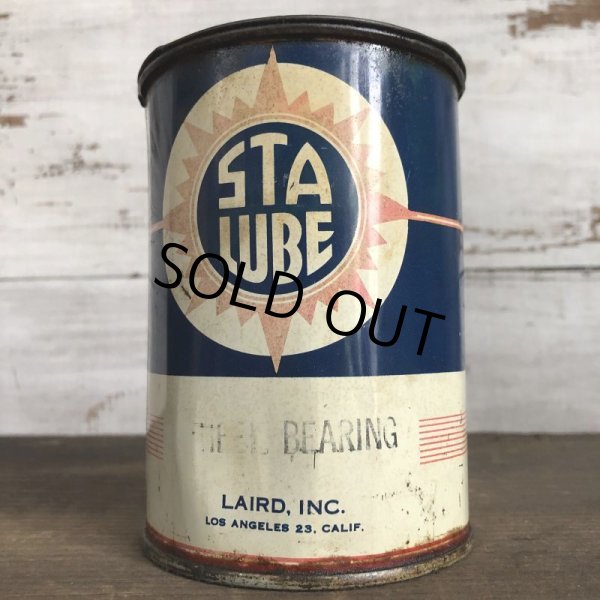 STA
LUBE
SOLD OUT
BEARING
LAIRD, INC.
LOS ANGELES 23, CALIF.